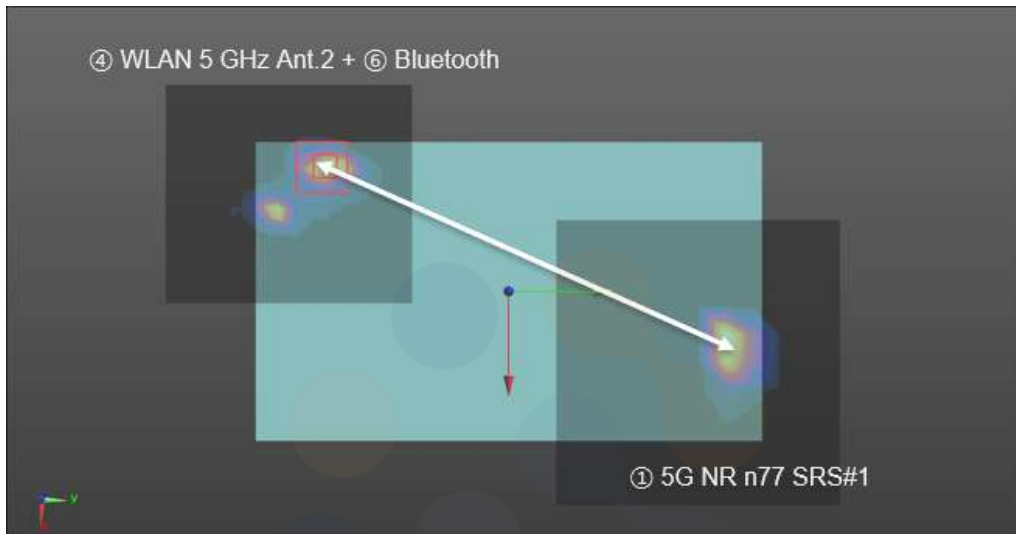 ④ WLAN 5 GHz Ant.2 + ⑥ Bluetooth
① 5G NR n77 SRS#1
y